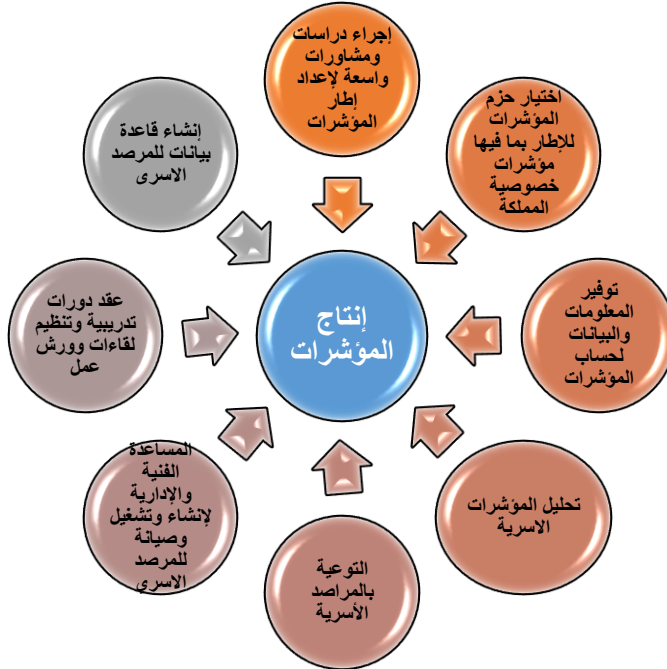 إجراء دراسات
ومشاورات
واسعة لإعداد
إطار
المؤشرات
اختيار حزم
المؤشرات
للإطار بما فيها
مؤشرات
خصوصية
المملكة
توفير
المعلومات
والبيانات
لحساب
المؤشرات
تحليل المؤشرات
الاسرية
التوعية
بالمراصد
الأسرية
المساعدة
الفنية
والإدارية
لإنشاء وتشغيل
وصيانة
للمرصد
الاسري
عقد دورات
تدريبية وتنظيم
لقاءات وورش
عمل
إنشاء قاعدة
بيانات للمرصد
الاسرى
إنتاج
المؤشرات